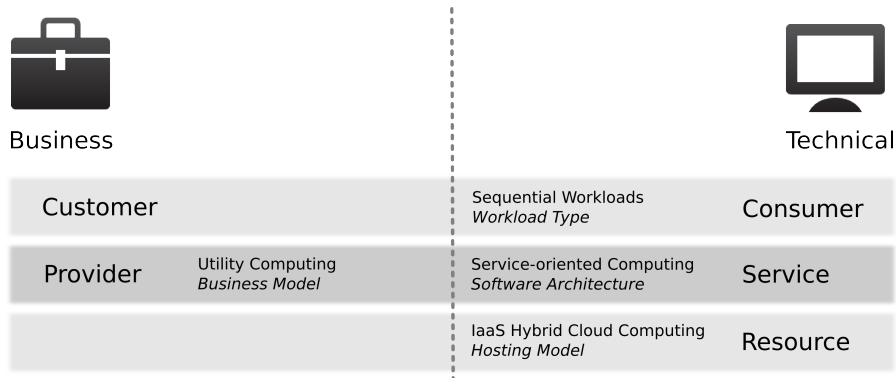 Business
Technical
Customer
Sequential Workloads
Workload Type
Consumer
Provider
Utility Computing
Business Model
Service-oriented Computing
Software Architecture
Service
IaaS Hybrid Cloud Computing
Hosting Model
Resource